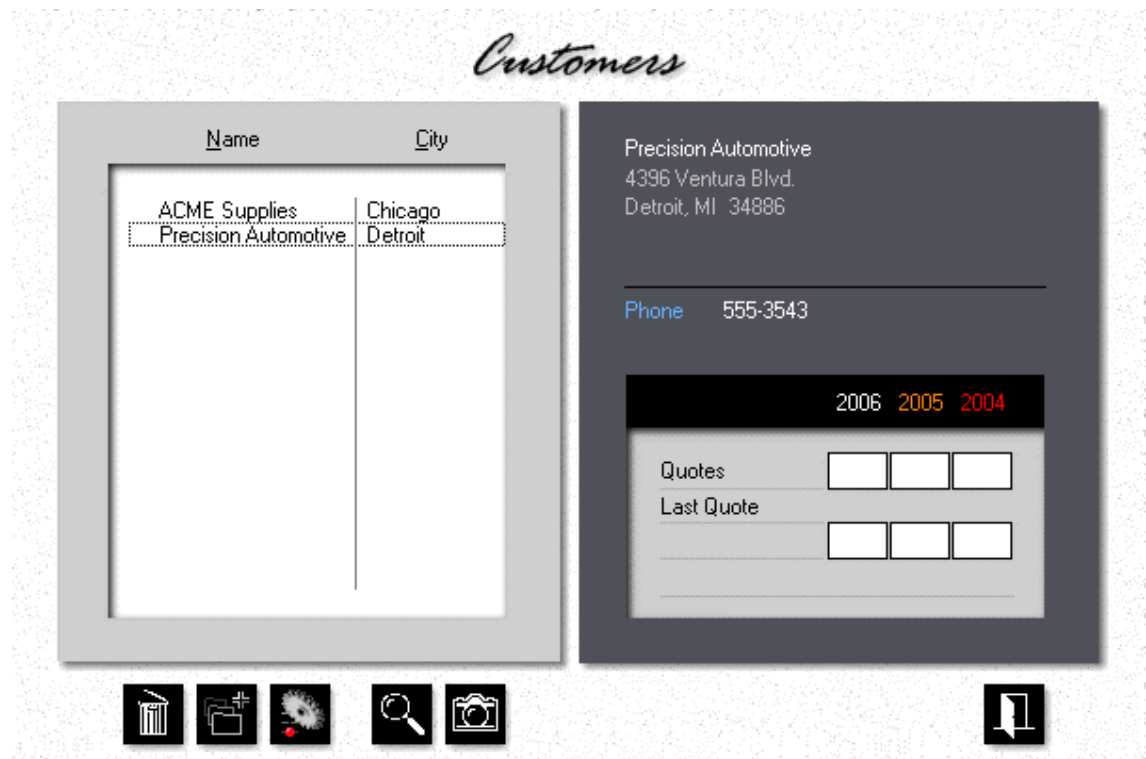 Customers
Name City
ACME Supplies Chicago
Precision Automotive Detroit
Precision Automotive
4396 Ventura Blvd.
Detroit, MI 34886
Phone 555-3543
2006 2005 2004
Quotes
Last Quote